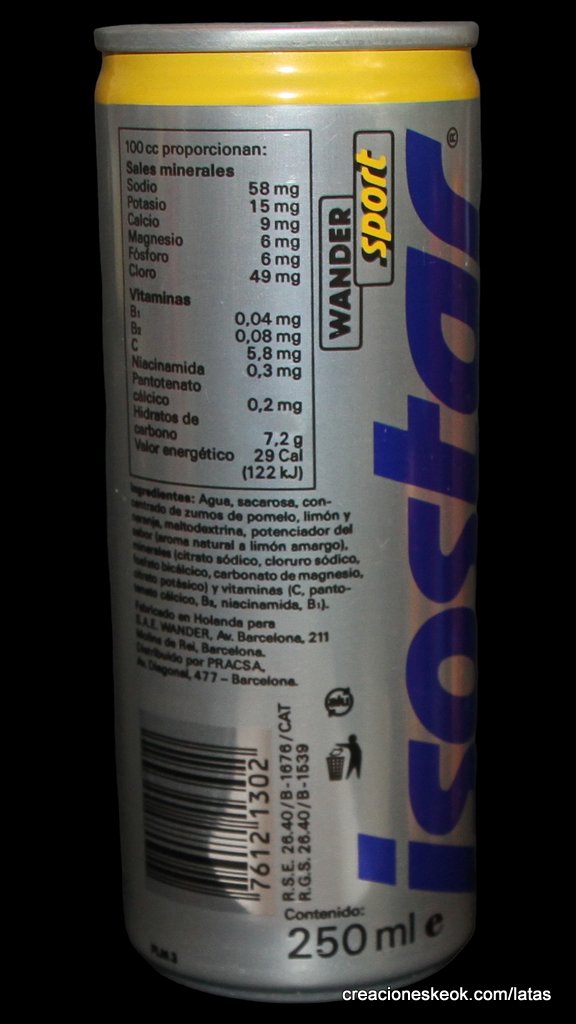 100 cc proporcionan:
Sales minerales
Sodio 58 mg
Potasio 15 mg
Calcio 9 mg
Magnesio 6 mg
Fósforo 6 mg
Cloro 49 mg
Vitaminas
B₁ 0,04 mg
B₂ 0,08 mg
C 5,8 mg
Niacinamida 0,3 mg
Pantotenato
cálcico 0,2 mg
Hidratos de
carbono 7,2 g
Valor energético 29 Cal
(122 kJ)
WANDER
sport
isostar®
Ingredientes: Agua, sacarosa, con-
centrado de zumos de pomelo, limón y
naranja, maltodextrina, potenciador del
sabor (aroma natural a limón amargo),
minerales (citrato sódico, cloruro sódico,
fosfato bicálcico, carbonato de magnesio,
citrato potásico) y vitaminas (C, panto-
tenato cálcico, B₂, niacinamida, B₁).
Fabricado en Holanda para
S.A.E. WANDER, Av. Barcelona, 211
Molins de Rei, Barcelona.
Distribuido por PRACSA,
Av. Diagonal, 477 – Barcelona.
alu
7612 1302
R.S.E. 26.40/B-1676/CAT
R.G.S. 26.40/B-1539
Contenido:
250 ml e
PLM.3
creacioneskeok.com/latas